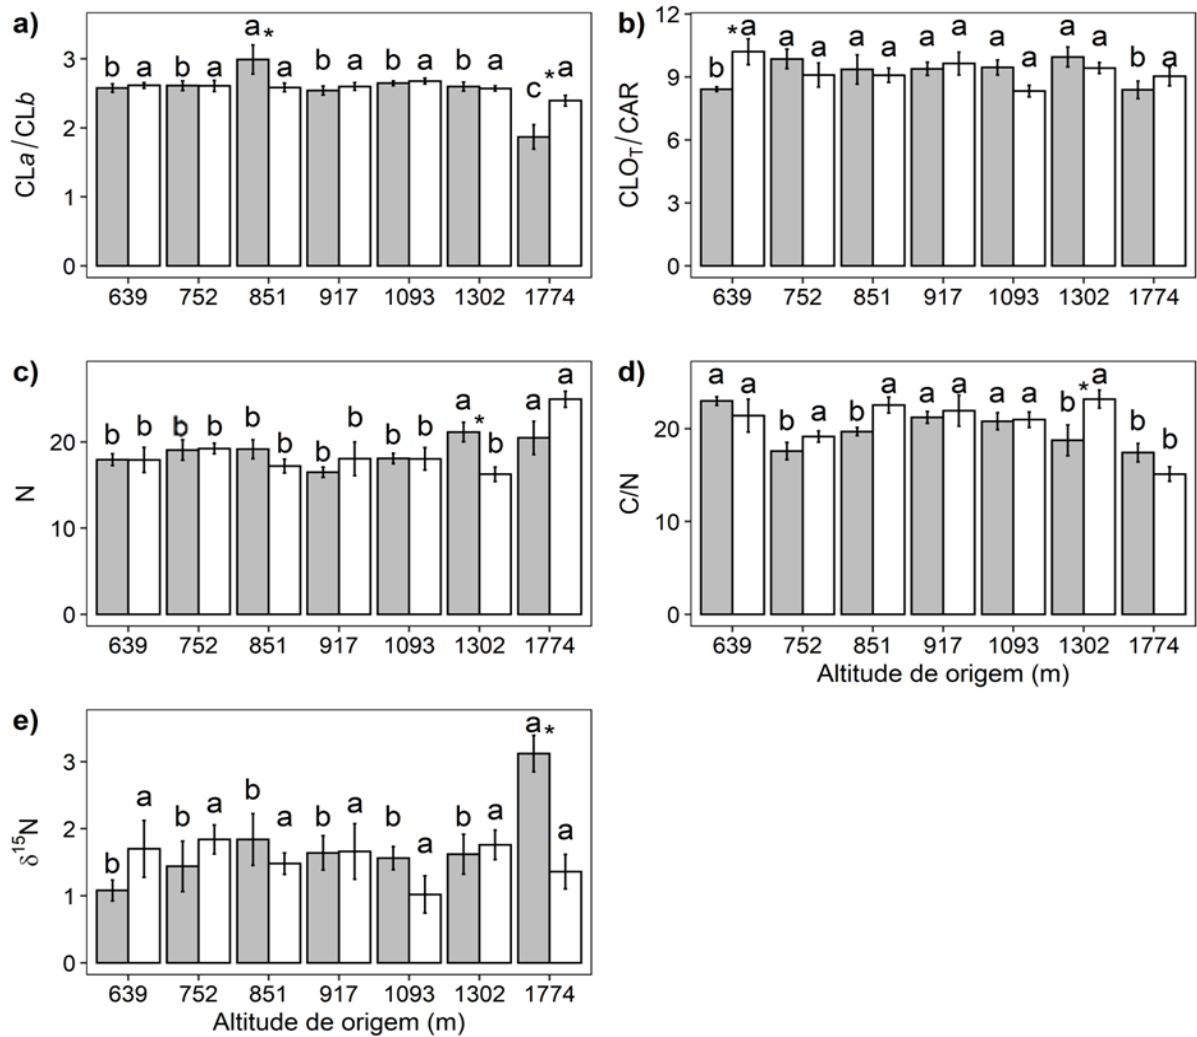 a)
CLa/CLb
3
2
1
0
b a b a a* a b a b a b a c *a
639 752 851 917 1093 1302 1774
b)
CLOT/CAR
12
9
6
3
0
b *a a a a a a a a a a a b a
639 752 851 917 1093 1302 1774
c)
N
20
10
0
b b b b b b b b b b a * b a a
639 752 851 917 1093 1302 1774
d)
C/N
20
10
0
a a b a b a a a a a b * a b b
639 752 851 917 1093 1302 1774
Altitude de origem (m)
e)
δ15N
3
2
1
0
b a b a b a b a b a b a a* a
639 752 851 917 1093 1302 1774
Altitude de origem (m)